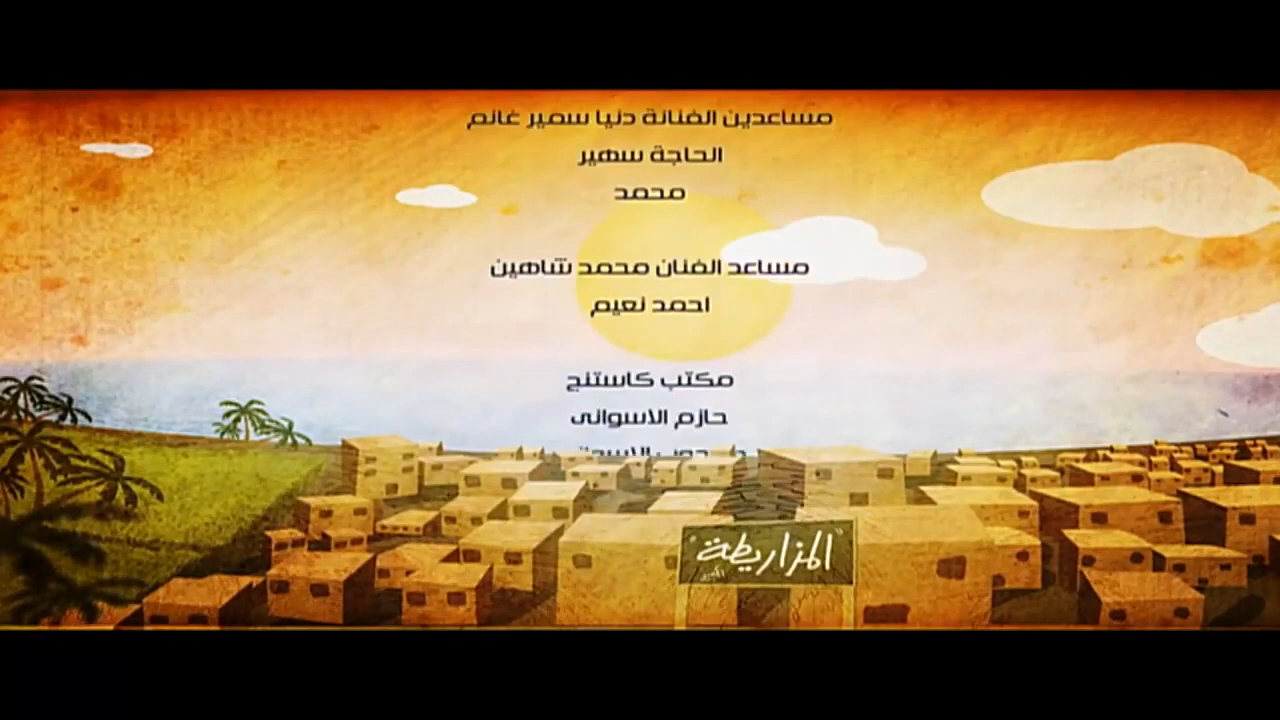 مساعدين الفنانة دنيا سمير غانم
الحاجة سهير
محمد
مساعد الفنان محمد شاهين
احمد نعيم
مكتب كاستنج
حازم الاسوانى
"المزاريطة"